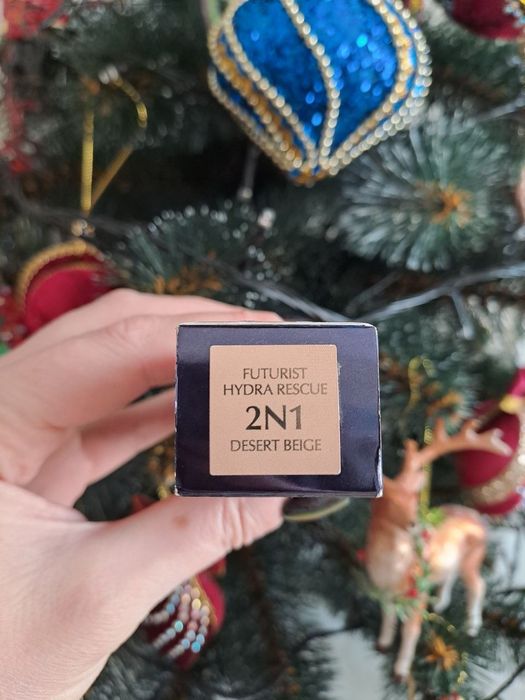 FUTURIST
HYDRA RESCUE
2N1
DESERT BEIGE